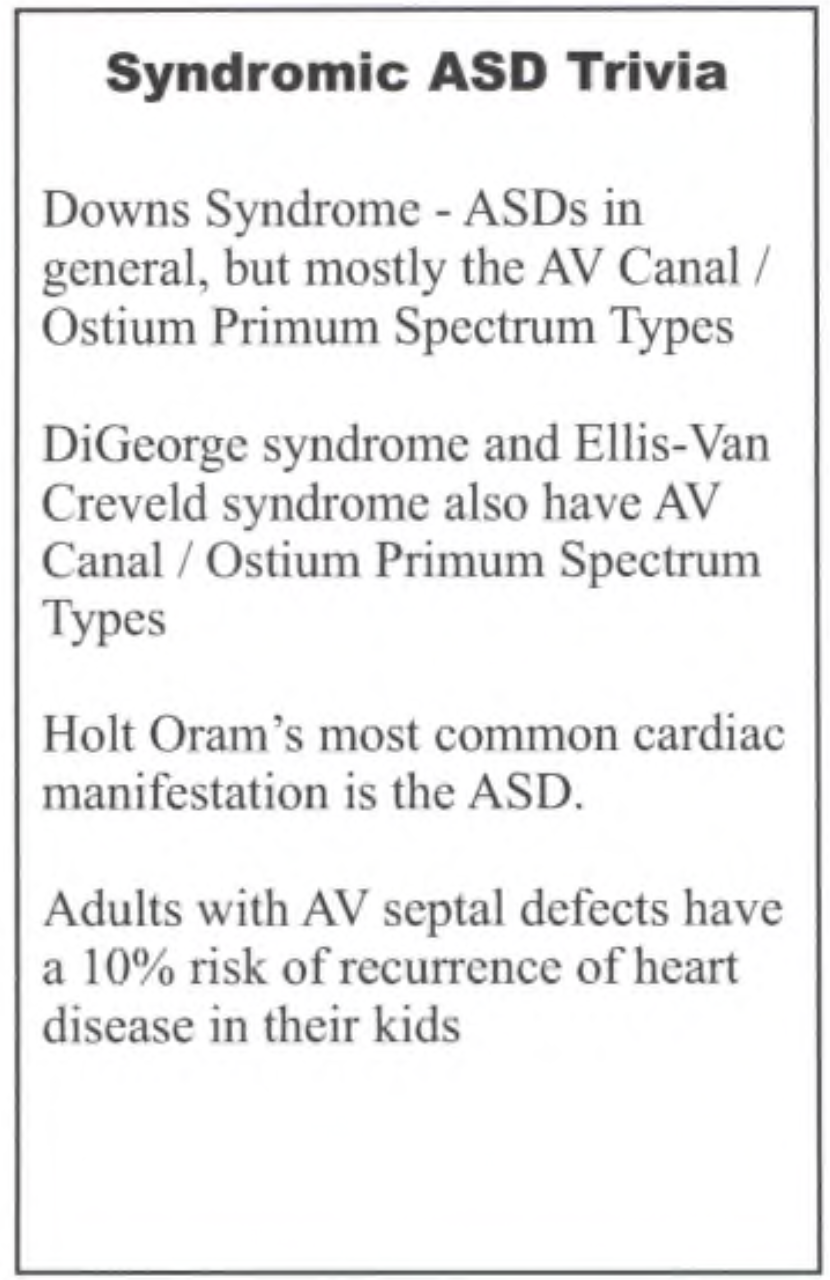 Syndromic ASD Trivia
Downs Syndrome - ASDs in
general, but mostly the AV Canal /
Ostium Primum Spectrum Types
DiGeorge syndrome and Ellis-Van
Creveld syndrome also have AV
Canal / Ostium Primum Spectrum
Types
Holt Oram's most common cardiac
manifestation is the ASD.
Adults with AV septal defects have
a 10% risk of recurrence of heart
disease in their kids